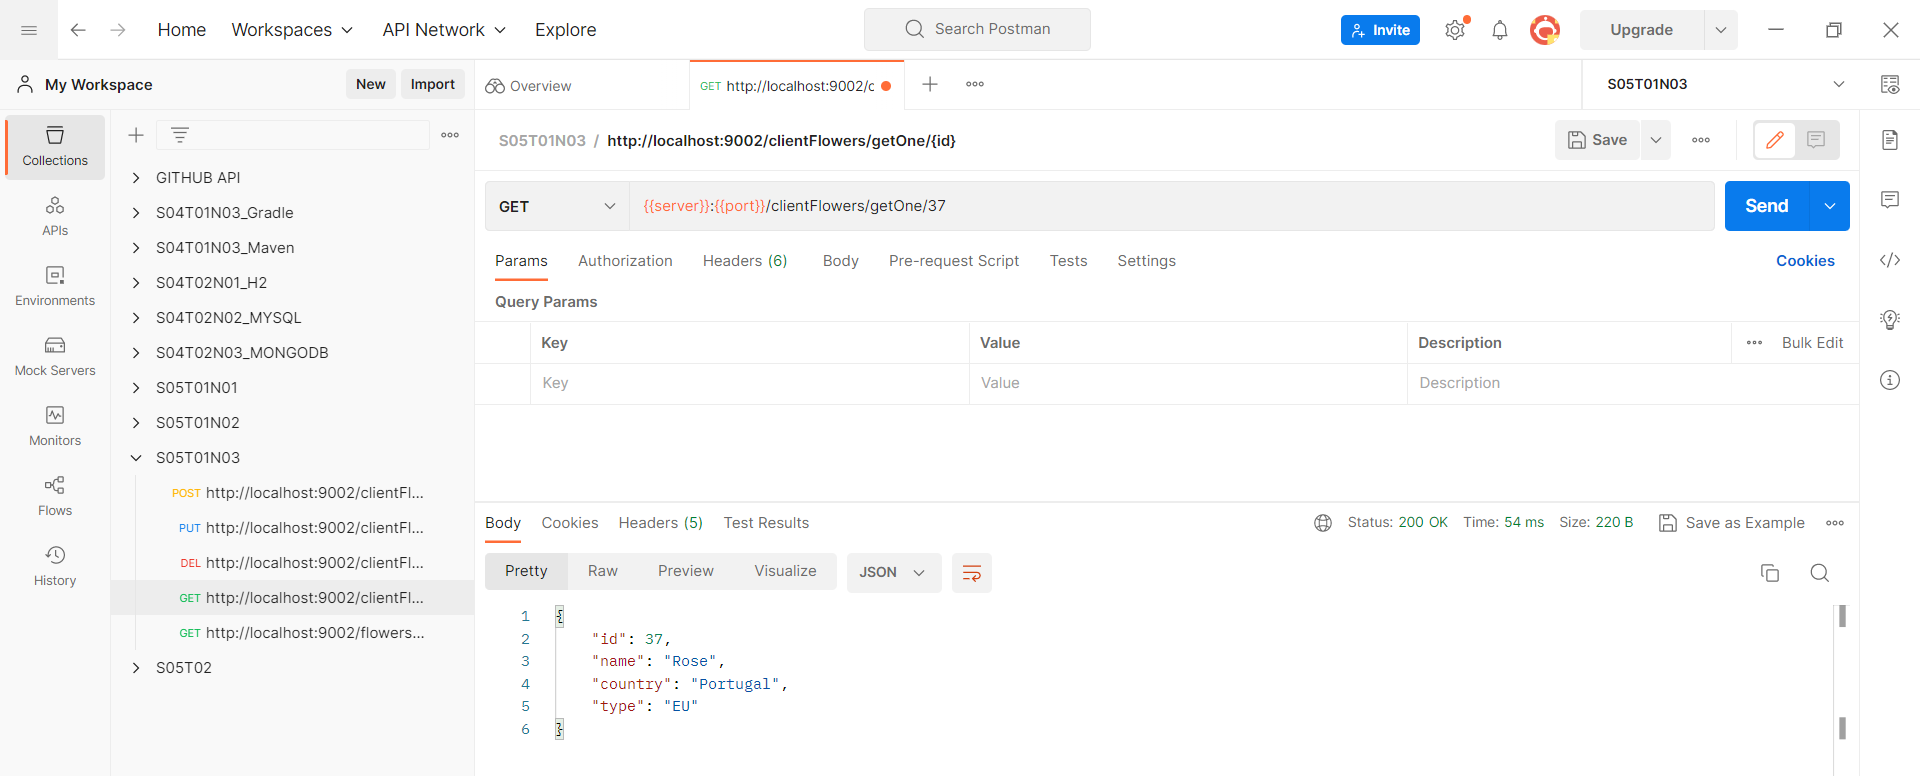 Home Workspaces API Network Explore Search Postman Invite Upgrade
My Workspace New Import Overview GET http://localhost:9002/c S05T01N03
Collections
APIs
Environments
Mock Servers
Monitors
Flows
History
GITHUB API
S04T01N03_Gradle
S04T01N03_Maven
S04T02N01_H2
S04T02N02_MYSQL
S04T02N03_MONGODB
S05T01N01
S05T01N02
S05T01N03
POST http://localhost:9002/clientFl...
PUT http://localhost:9002/clientFl...
DEL http://localhost:9002/clientFl...
GET http://localhost:9002/clientFl...
GET http://localhost:9002/flowers...
S05T02
S05T01N03 / http://localhost:9002/clientFlowers/getOne/{id} Save
GET {{server}}:{{port}}/clientFlowers/getOne/37 Send
Params Authorization Headers (6) Body Pre-request Script Tests Settings Cookies
Query Params
Key Value Description Bulk Edit
Key Value Description
Body Cookies Headers (5) Test Results Status: 200 OK Time: 54 ms Size: 220 B Save as Example
Pretty Raw Preview Visualize JSON
1 {
2 "id": 37,
3 "name": "Rose",
4 "country": "Portugal",
5 "type": "EU"
6 }